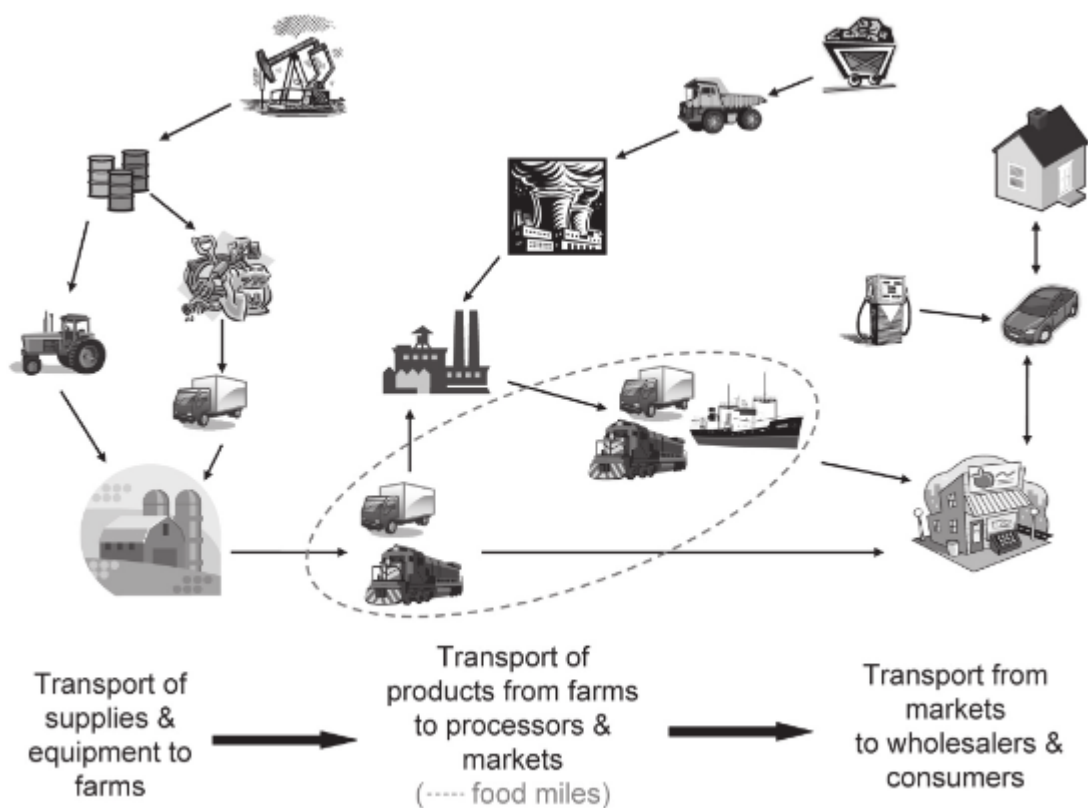 Transport of
supplies &
equipment to
farms
Transport of
products from farms
to processors &
markets
(----- food miles)
Transport from
markets
to wholesalers &
consumers